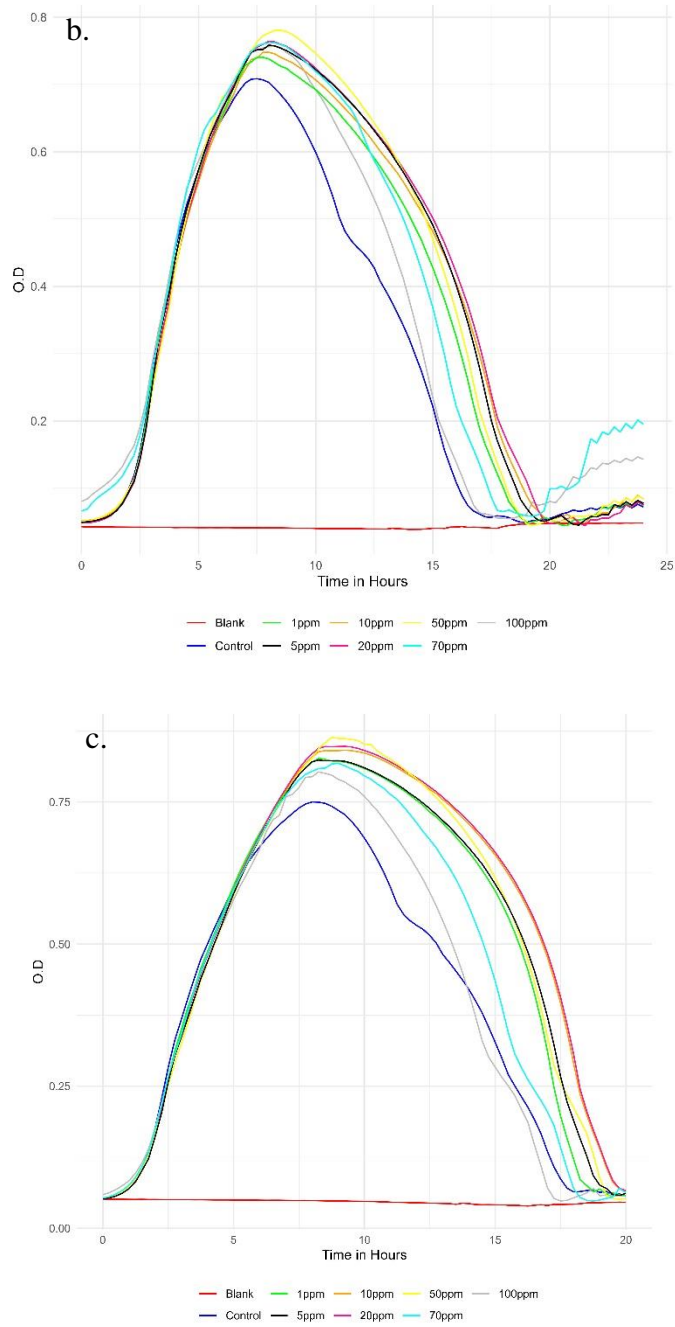 b.
0.8
0.6
O.D
0.4
0.2
0 5 10 15 20 25
Time in Hours
Blank 1ppm 10ppm 50ppm 100ppm
Control 5ppm 20ppm 70ppm
c.
0.75
0.50
O.D
0.25
0.00
0 5 10 15 20
Time in Hours
Blank 1ppm 10ppm 50ppm 100ppm
Control 5ppm 20ppm 70ppm